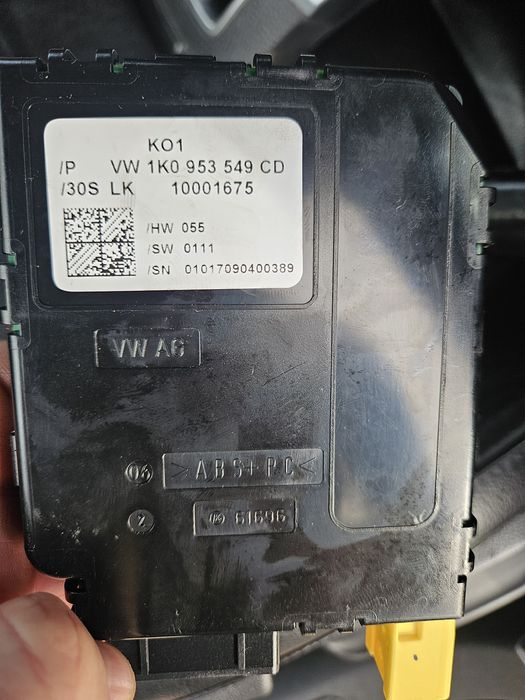 KO1
/P VW 1K0 953 549 CD
/30S LK 10001675
/HW 055
/SW 0111
/SN 01017090400389
VW AG
06 >ABS+PC<
61696